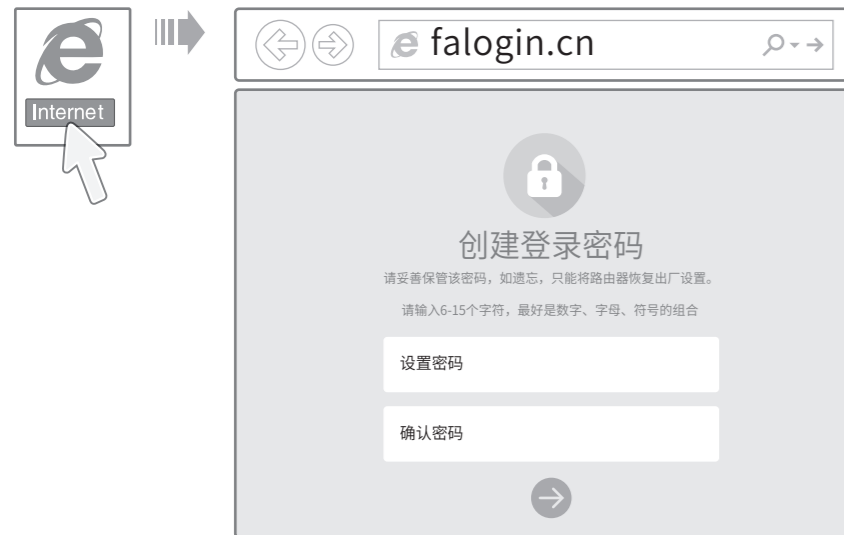 Internet
falogin.cn
创建登录密码
请妥善保管该密码，如遗忘，只能将路由器恢复出厂设置。
请输入6-15个字符，最好是数字、字母、符号的组合
设置密码
确认密码